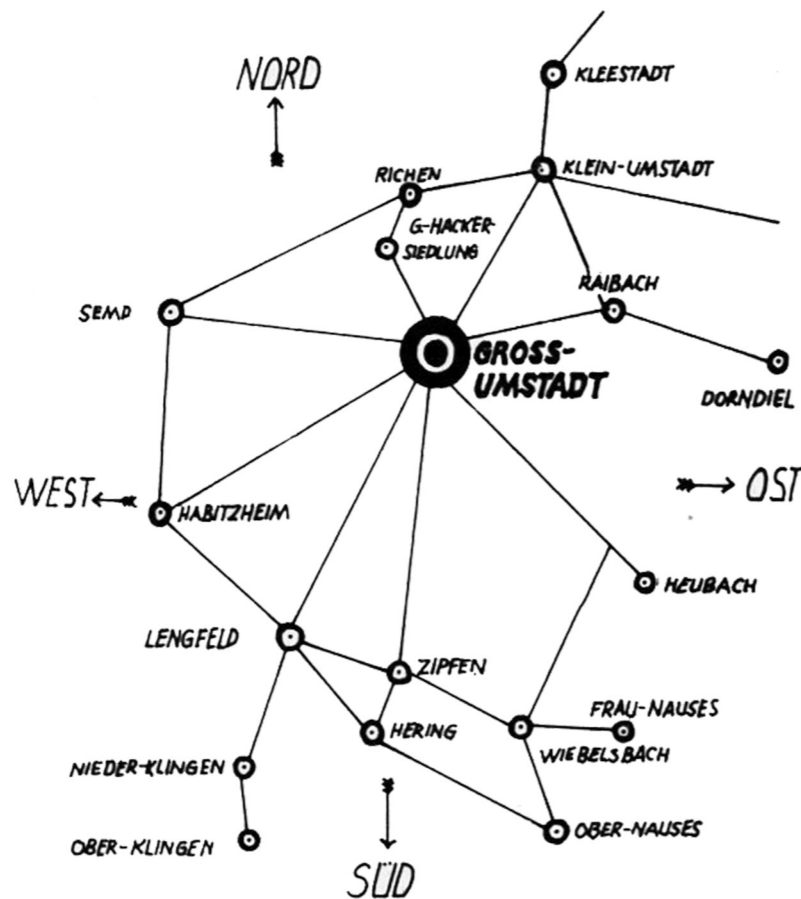 NORD
KLEESTADT
KLEIN-UMSTADT
RICHEN
G-HACKER-
SIEDLUNG
RAIBACH
SEMD
GROSS-
UMSTADT
DORNDIEL
WEST
OST
HABITZHEIM
HEUBACH
LENGFELD
ZIPFEN
FRAU-NAUSES
HERING
WIEBELSBACH
NIEDER-KLINGEN
OBER-NAUSES
OBER-KLINGEN
SÜD